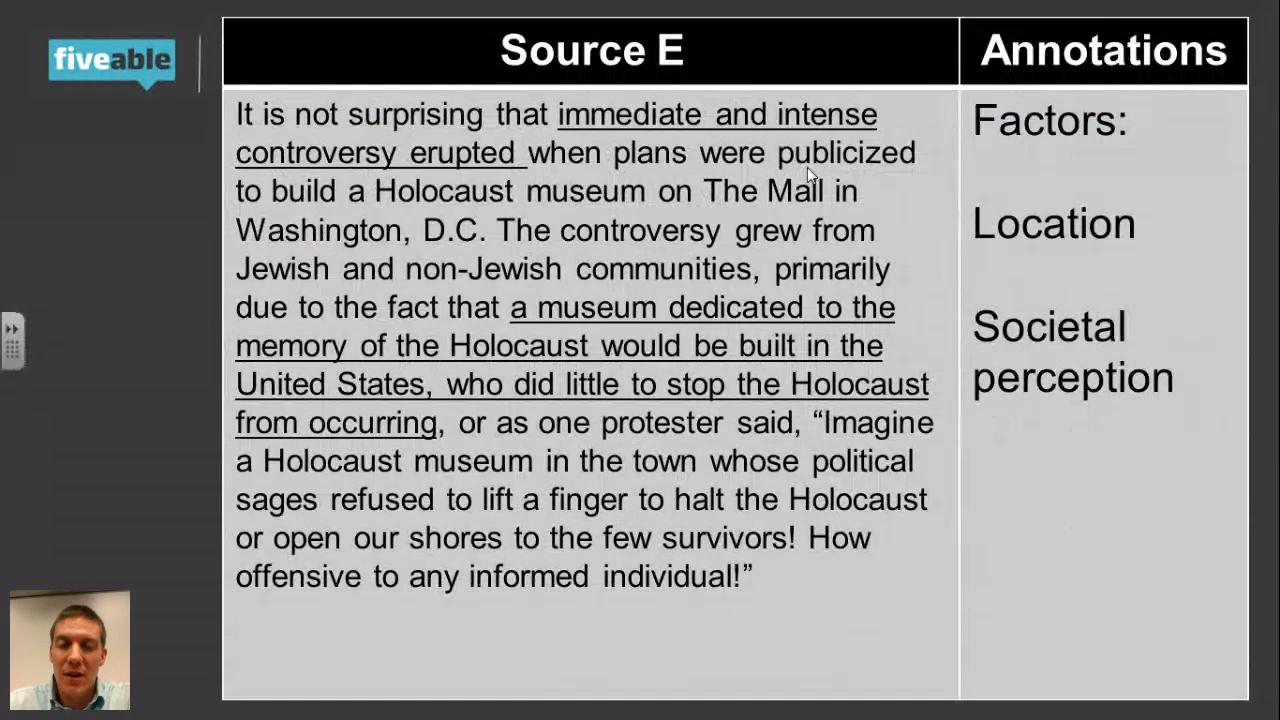 fiveable
Source E
Annotations
It is not surprising that immediate and intense
controversy erupted when plans were publicized
to build a Holocaust museum on The Mall in
Washington, D.C. The controversy grew from
Jewish and non-Jewish communities, primarily
due to the fact that a museum dedicated to the
memory of the Holocaust would be built in the
United States, who did little to stop the Holocaust
from occurring, or as one protester said, “Imagine
a Holocaust museum in the town whose political
sages refused to lift a finger to halt the Holocaust
or open our shores to the few survivors! How
offensive to any informed individual!”
Factors:
Location
Societal
perception